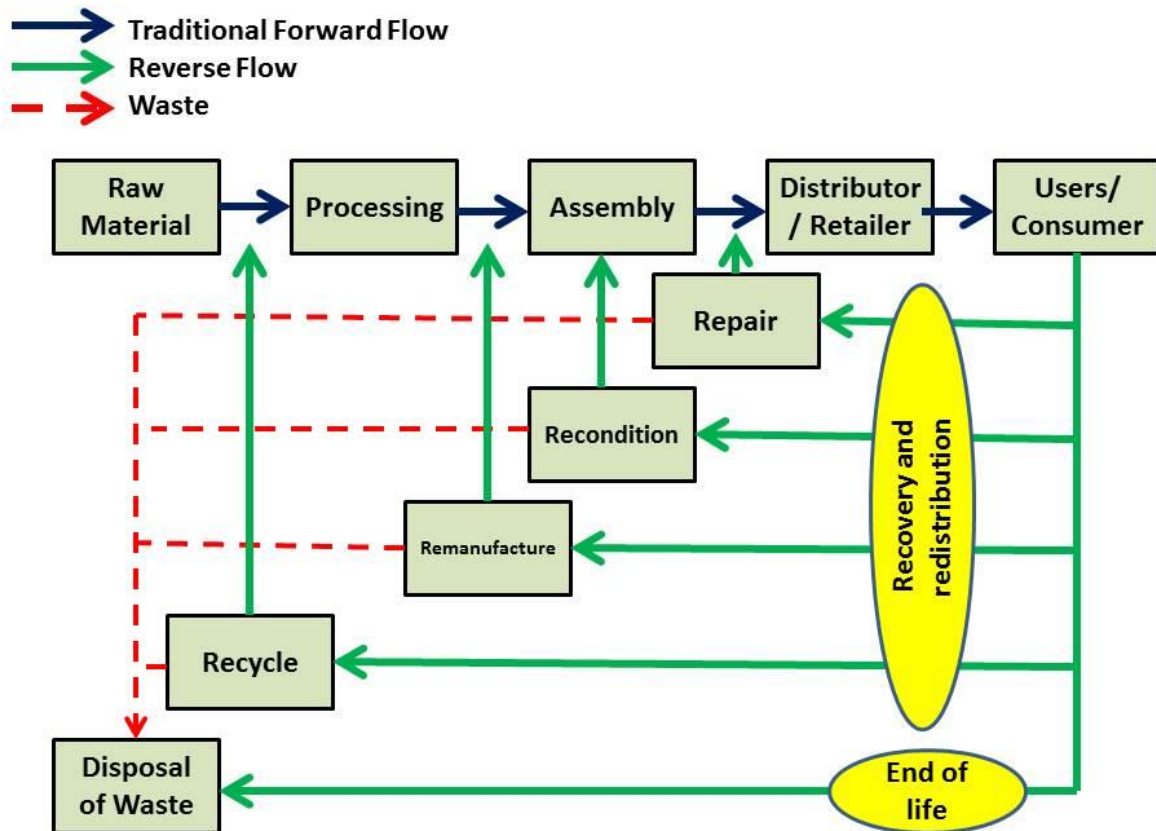 Traditional Forward Flow
Reverse Flow
Waste
Raw
Material
Processing
Assembly
Distributor
/ Retailer
Users/
Consumer
Repair
Recondition
Remanufacture
Recycle
Recovery and
redistribution
Disposal
of Waste
End of
life